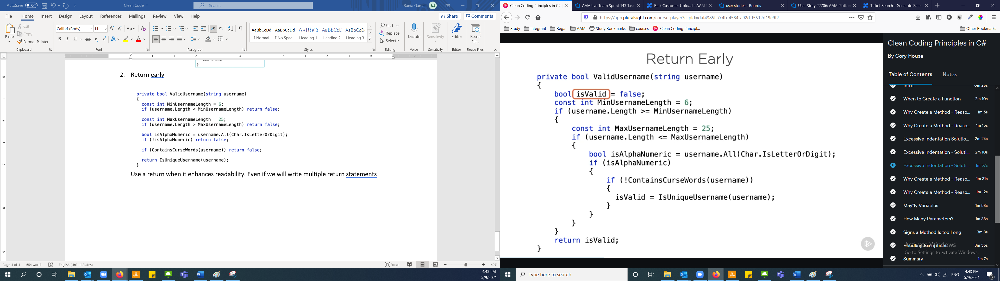 AutoSave Off Clean Code Search Rania Gamal RG
File Home Insert Design Layout References Mailings Review View Help Share Comments
Paste Cut Copy Format Painter Clipboard
Calibri (Body) 11 Font
Paragraph
AaBbCcDd AaBbCcDd AaBbC( AaBbCcD AaBbCcD
¶ Normal ¶ No Spac... Heading 1 Heading 2 Heading 3
Styles
Find Replace Select Editing
Dictate Voice
Sensitivity Sensitivity
Editor Editor
Reuse Files Reuse Files
}
2. Return early
private bool ValidUsername(string username)
{
const int MinUsernameLength = 6;
if (username.Length < MinUsernameLength) return false;
const int MaxUsernameLength = 25;
if (username.Length > MaxUsernameLength) return false;
bool isAlphaNumeric = username.All(Char.IsLetterOrDigit);
if (!isAlphaNumeric) return false;
if (ContainsCurseWords(username)) return false;
return IsUniqueUsername(username);
}
Use a return when it enhances readability. Even if we will write multiple return statements
Page 4 of 4 654 words English (United States) Focus 140%
4:43 PM
5/9/2021
Clean Coding Principles in C# AAMLive Team Sprint 143 Task Bulk Customer Upload - AAM user stories - Boards User Story 22706: AAM Platfor Ticket Search - Generate Sales
https://app.pluralsight.com/course-player?clipId=daf4385f-7c4b-4584-a92d-f5512d19e9f2
Study Integrant Regal AAM Study Bookmarks courses Clean Coding Principl... Other Bookmarks
Return Early
private bool ValidUsername(string username)
{
bool isValid = false;
const int MinUsernameLength = 6;
if (username.Length >= MinUsernameLength)
{
const int MaxUsernameLength = 25;
if (username.Length <= MaxUsernameLength)
{
bool isAlphaNumeric = username.All(Char.IsLetterOrDigit);
if (isAlphaNumeric)
{
if (!ContainsCurseWords(username))
{
isValid = IsUniqueUsername(username);
}
}
}
}
return isValid;
}
Clean Coding Principles in C#
By Cory House
Table of Contents Notes
When to Create a Function 2m 10s
Why Create a Method - Reaso... 1m 5s
Why Create a Method - Reaso... 1m 15s
Excessive Indentation Solutio... 2m 24s
Excessive Indentation - Soluti... 2m 10s
Excessive Indentation - Soluti... 1m 57s
Why Create a Method - Reaso... 1m 31s
Why Create a Method - Reaso... 1m 12s
Mayfly Variables 1m 58s
How Many Parameters? 1m 38s
Signs a Method Is too Long 3m 8s
Handling Exceptions 3m 55s
Activate Windows
Go to Settings to activate Windows.
Summary 1m 7s
Type here to search
ENG
4:43 PM
5/9/2021
3